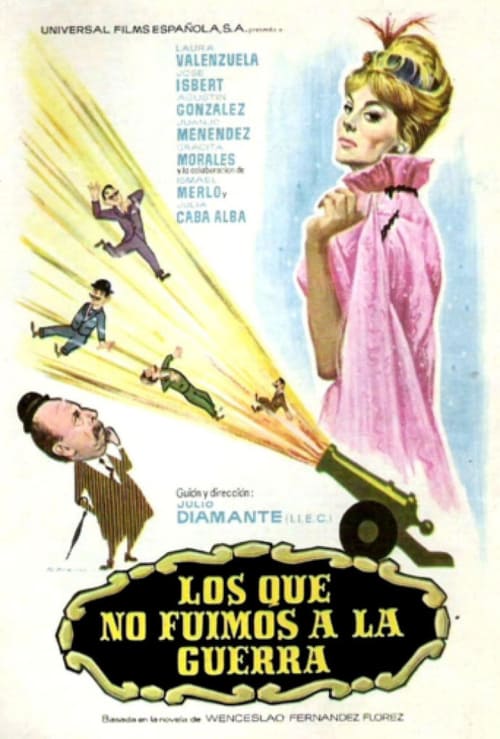 UNIVERSAL FILMS ESPAÑOLA, S.A. presenta a
LAURA
VALENZUELA
JOSE
ISBERT
AGUSTIN
GONZALEZ
JUANJO
MENENDEZ
GRACITA
MORALES
y la colaboracion de
ISMAEL
MERLO y
JULIA
CABA ALBA
Guión y dirección:
JULIO
DIAMANTE (I.I.E.C.)
LOS QUE
NO FUIMOS A LA
GUERRA
Basada en la novela de WENCESLAO FERNANDEZ FLOREZ